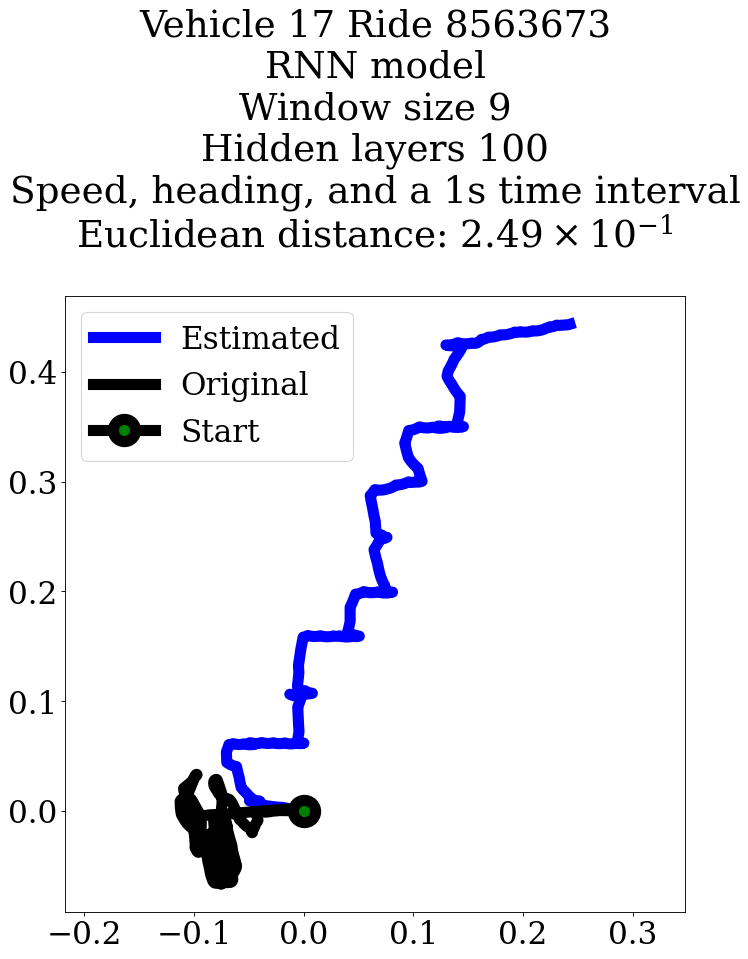 Vehicle 17 Ride 8563673
RNN model
Window size 9
Hidden layers 100
Speed, heading, and a 1s time interval
Euclidean distance: 2.49 × 10⁻¹
Estimated
Original
Start
0.4
0.3
0.2
0.1
0.0
−0.2 −0.1 0.0 0.1 0.2 0.3